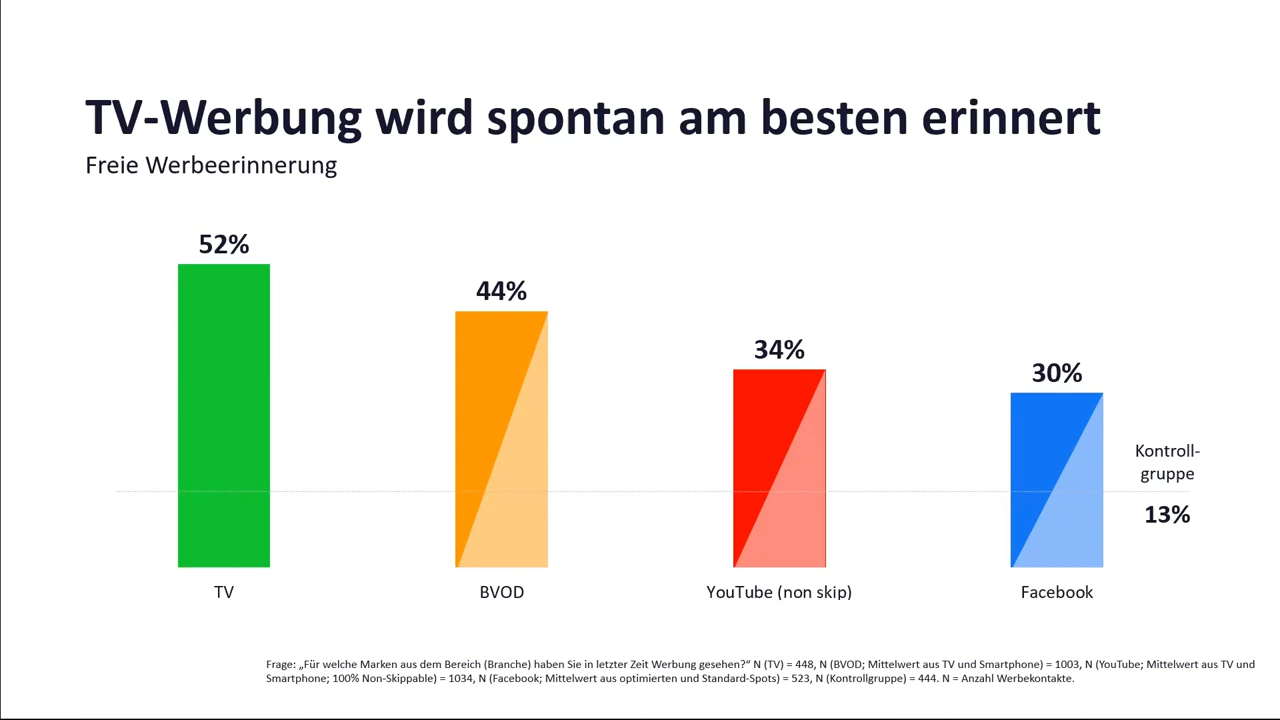 TV-Werbung wird spontan am besten erinnert
Freie Werbeerinnerung
52%
44%
34%
30%
Kontroll-
gruppe
13%
TV
BVOD
YouTube (non skip)
Facebook
Frage: „Für welche Marken aus dem Bereich (Branche) haben Sie in letzter Zeit Werbung gesehen?“ N (TV) = 448, N (BVOD; Mittelwert aus TV und Smartphone) = 1003, N (YouTube; Mittelwert aus TV und
Smartphone; 100% Non-Skippable) = 1034, N (Facebook; Mittelwert aus optimierten und Standard-Spots) = 523, N (Kontrollgruppe) = 444. N = Anzahl Werbekontakte.